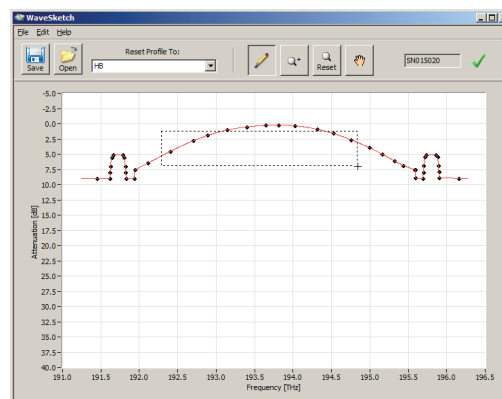 WaveSketch
File Edit Help
Save
Open
Reset Profile To:
HB
Reset
SN015020
-5.0
-2.5
0.0
2.5
5.0
7.5
10.0
12.5
15.0
17.5
20.0
22.5
25.0
27.5
30.0
32.5
35.0
37.5
40.0
Attenuation [dB]
191.0 191.5 192.0 192.5 193.0 193.5 194.0 194.5 195.0 195.5 196.0 196.5
Frequency [THz]